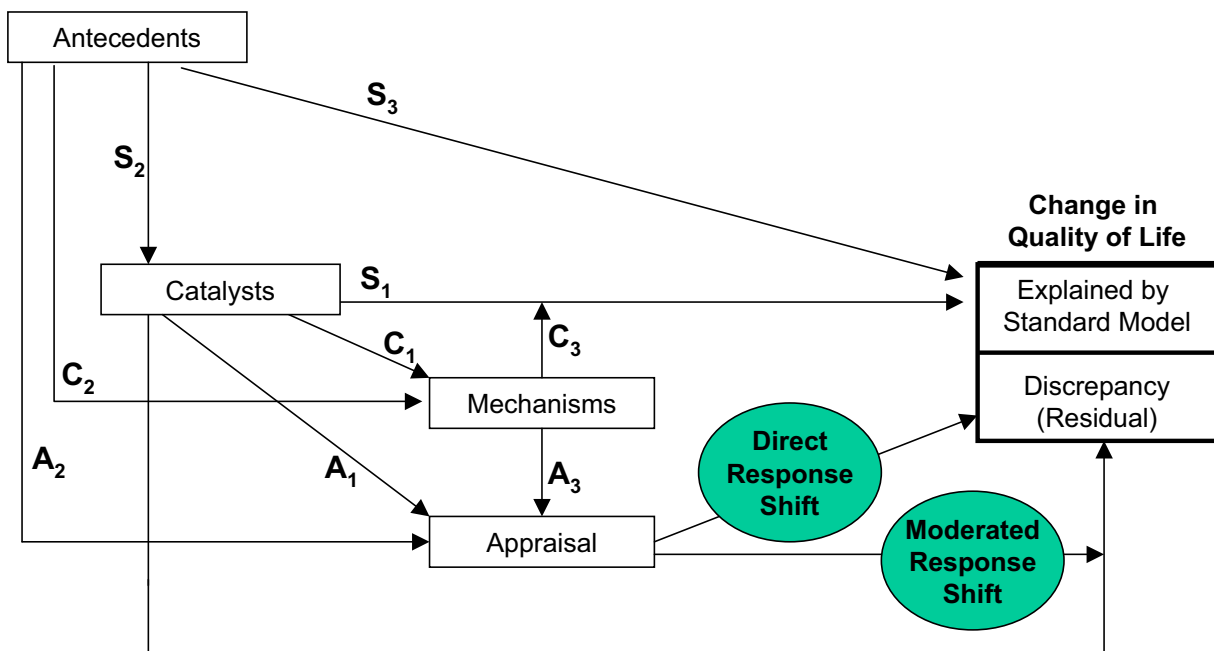 Antecedents
S3
S2
Change in
Quality of Life
Catalysts
S1
Explained by
Standard Model
C1
C3
C2
Mechanisms
Discrepancy
(Residual)
Direct
Response
Shift
A2
A1
A3
Appraisal
Moderated
Response
Shift